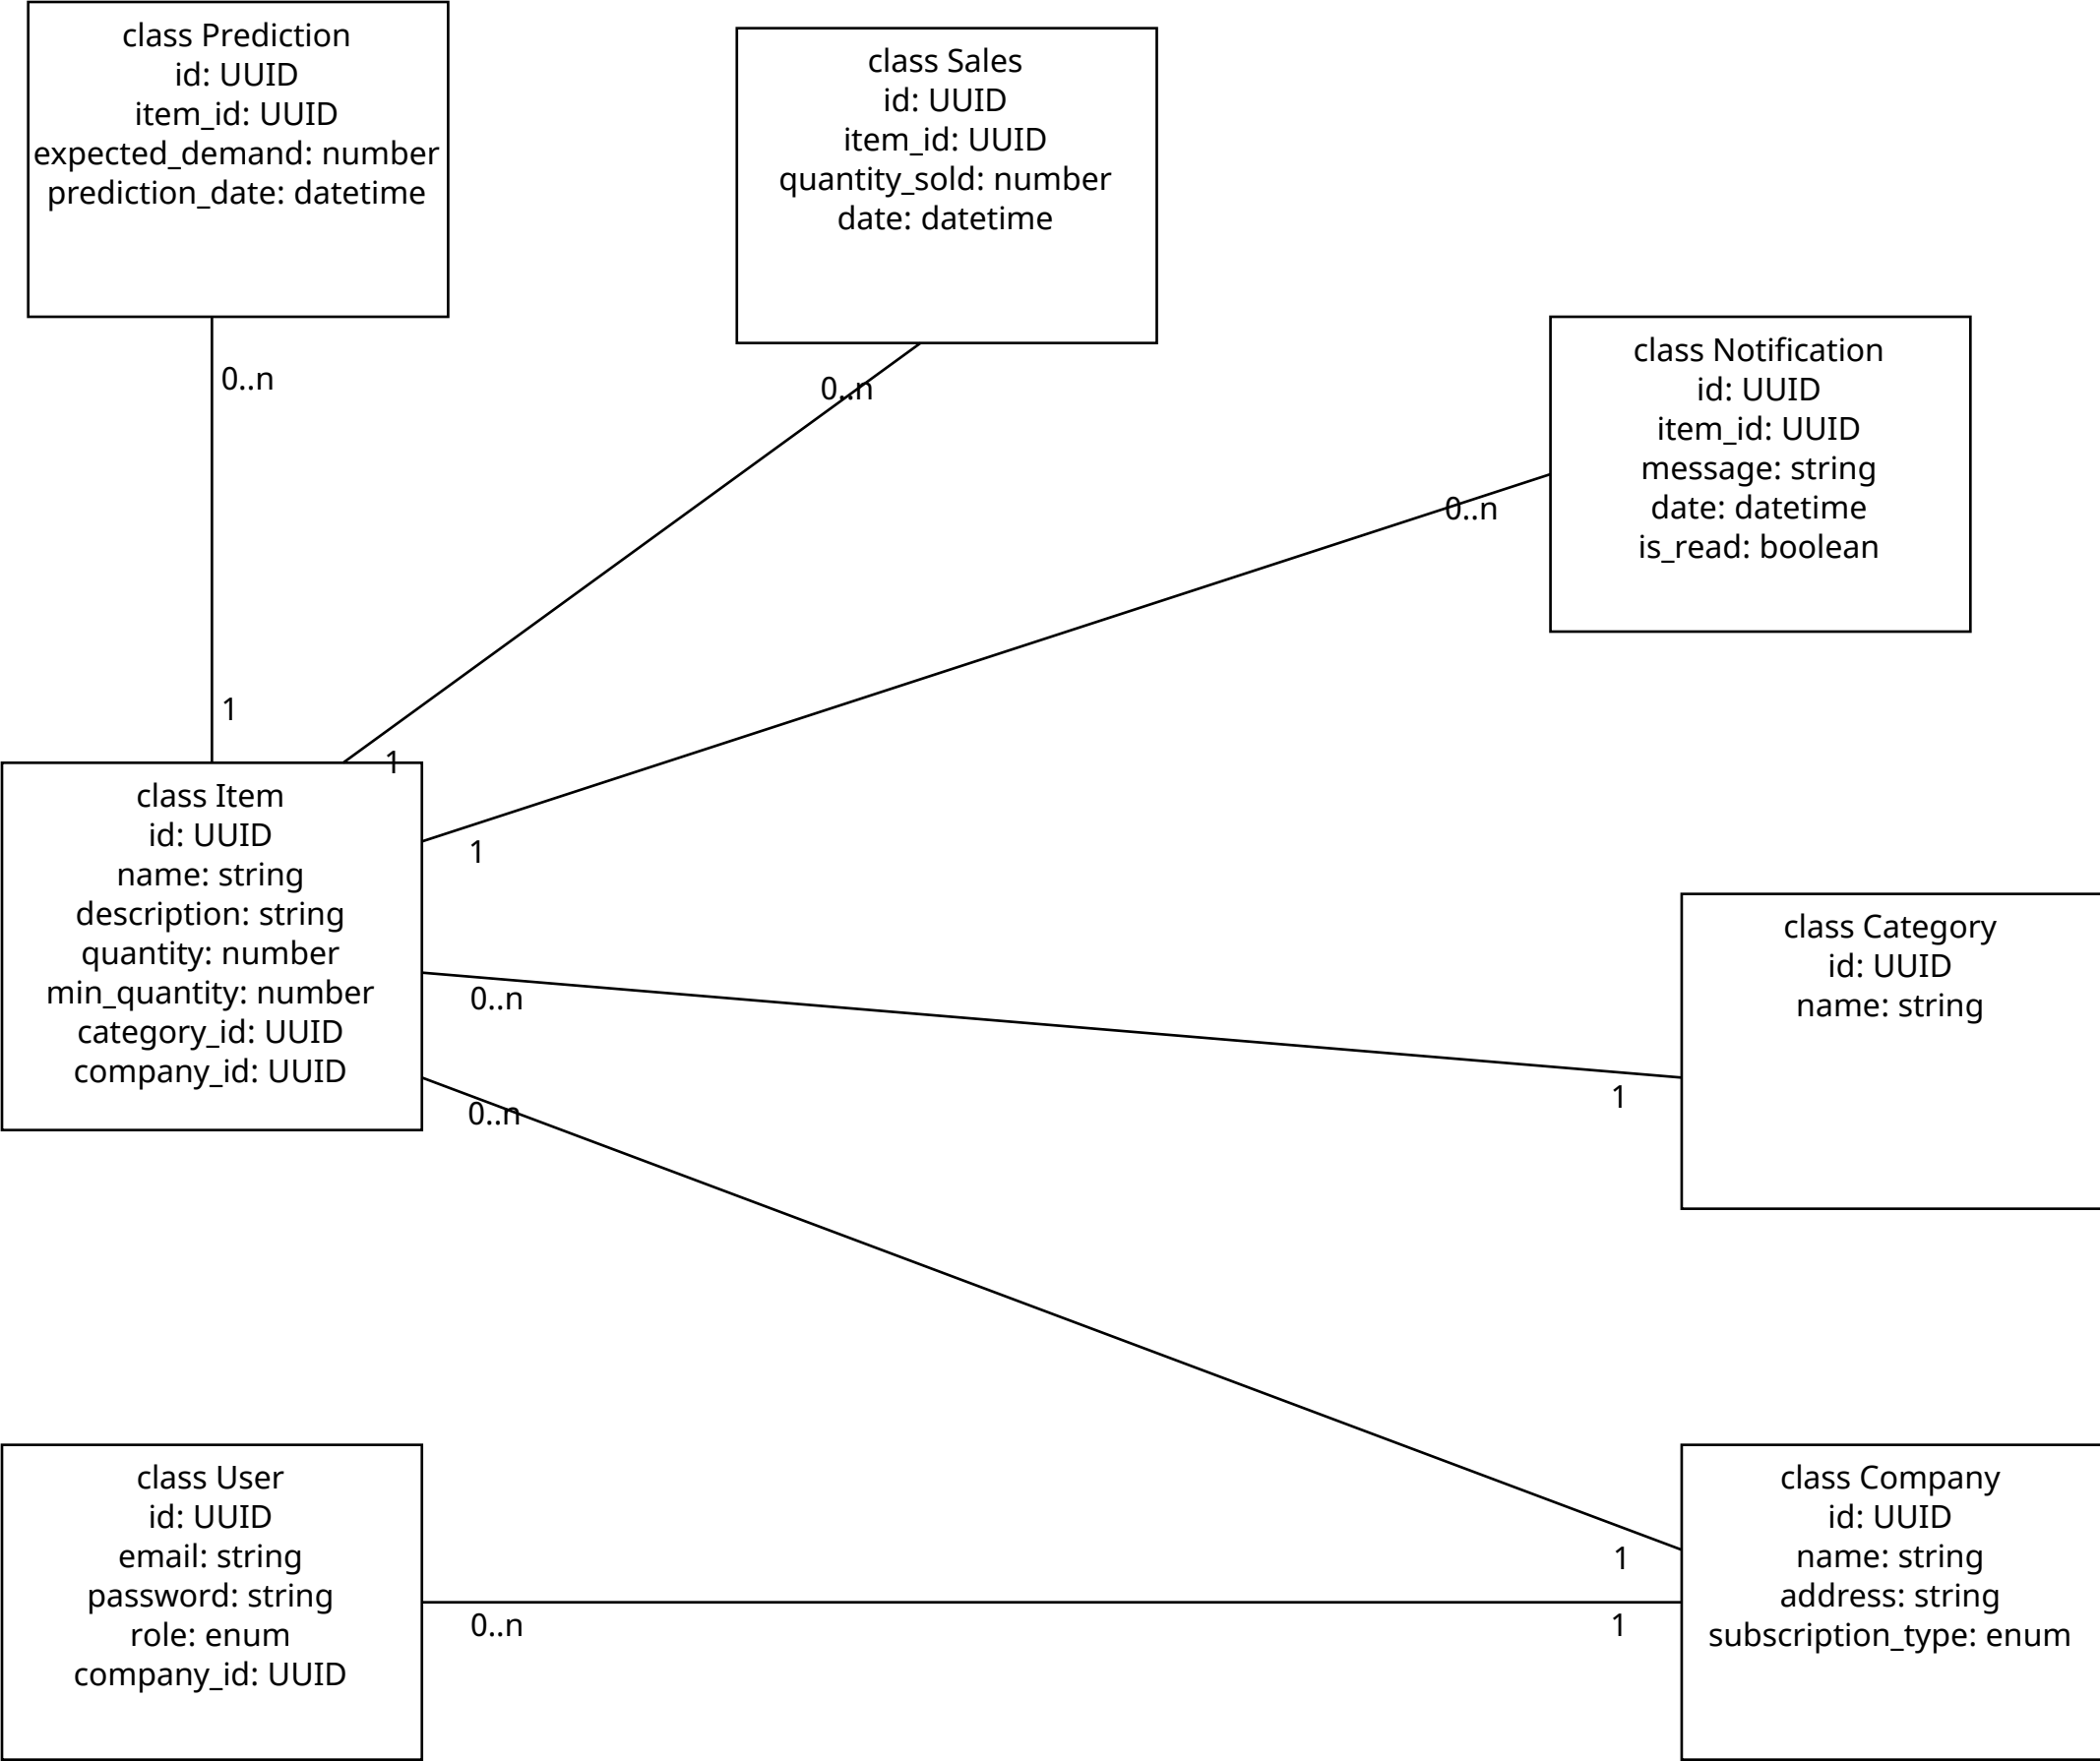 class Prediction
id: UUID
item_id: UUID
expected_demand: number
prediction_date: datetime
class Sales
id: UUID
item_id: UUID
quantity_sold: number
date: datetime
class Notification
id: UUID
item_id: UUID
message: string
date: datetime
is_read: boolean
0..n
0..n
0..n
1
1
1
class Item
id: UUID
name: string
description: string
quantity: number
min_quantity: number
category_id: UUID
company_id: UUID
class Category
id: UUID
name: string
0..n
1
0..n
1
class User
id: UUID
email: string
password: string
role: enum
company_id: UUID
0..n
1
class Company
id: UUID
name: string
address: string
subscription_type: enum